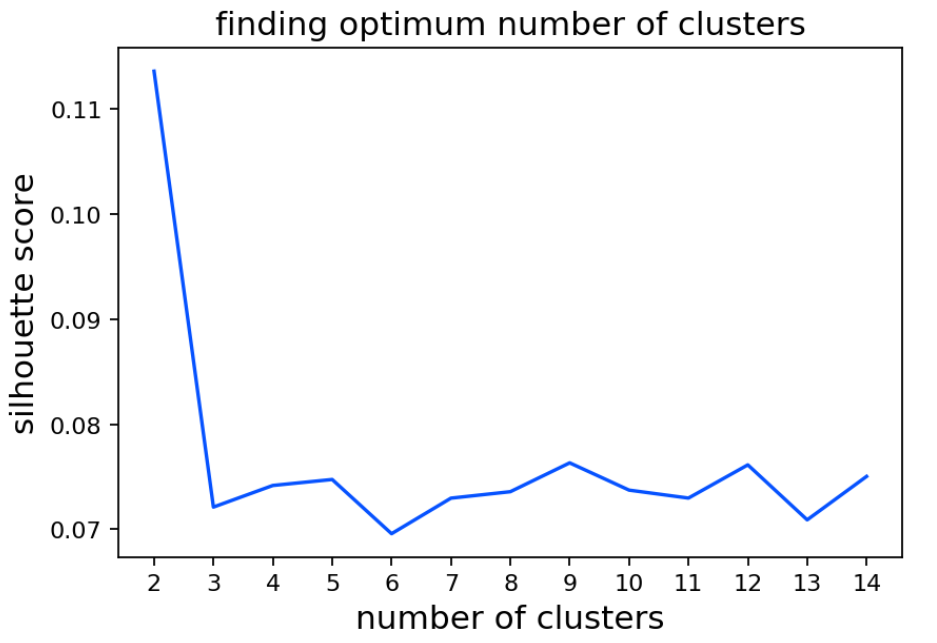 finding optimum number of clusters
silhouette score
0.11
0.10
0.09
0.08
0.07
2 3 4 5 6 7 8 9 10 11 12 13 14
number of clusters